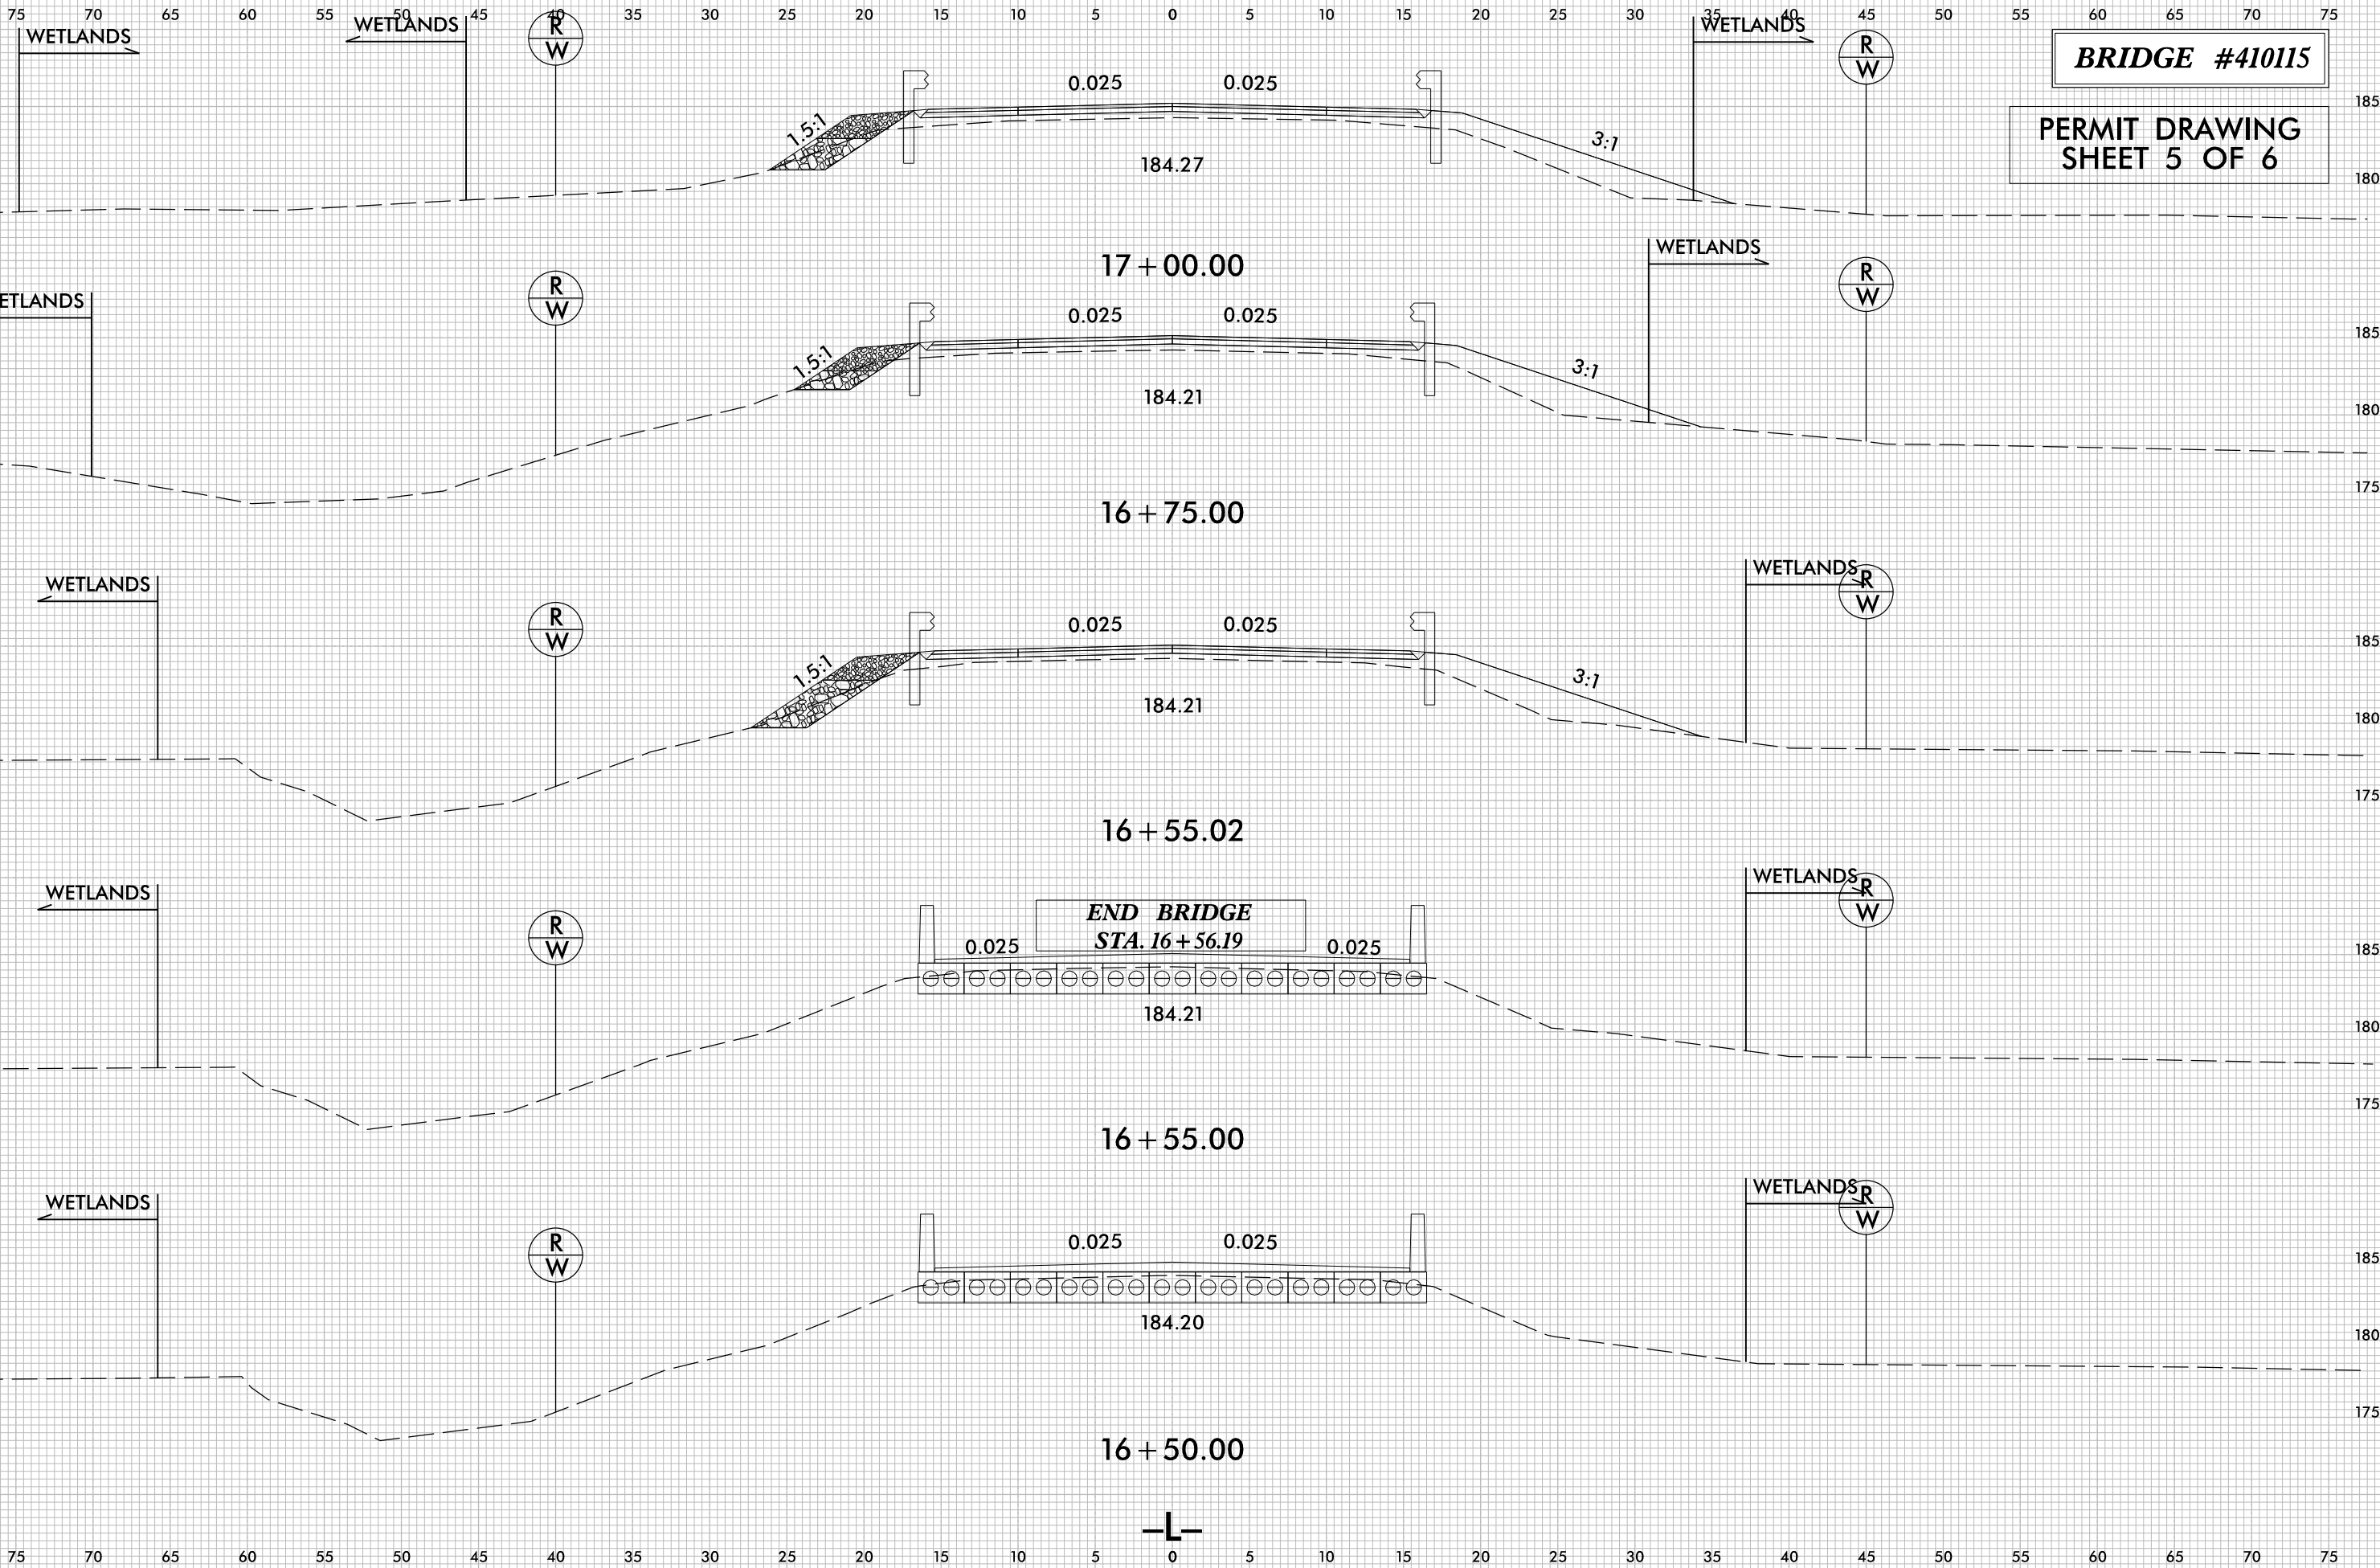 75 70 65 60 55 50 45 40 35 30 25 20 15 10 5 0 5 10 15 20 25 30 35 40 45 50 55 60 65 70 75
WETLANDS
WETLANDS
R
W
WETLANDS
R
W
BRIDGE #410115
PERMIT DRAWING
SHEET 5 OF 6
0.025 0.025
1.5:1
3:1
184.27
185
180
17+00.00
ETLANDS
R
W
WETLANDS
R
W
0.025 0.025
1.5:1
3:1
184.21
185
180
175
16+75.00
WETLANDS
R
W
WETLANDS
R
W
0.025 0.025
1.5:1
3:1
184.21
185
180
175
16+55.02
WETLANDS
R
W
WETLANDS
R
W
END BRIDGE
STA. 16+56.19
0.025 0.025
184.21
185
180
175
16+55.00
WETLANDS
R
W
WETLANDS
R
W
0.025 0.025
184.20
185
180
175
16+50.00
-L-
75 70 65 60 55 50 45 40 35 30 25 20 15 10 5 0 5 10 15 20 25 30 35 40 45 50 55 60 65 70 75